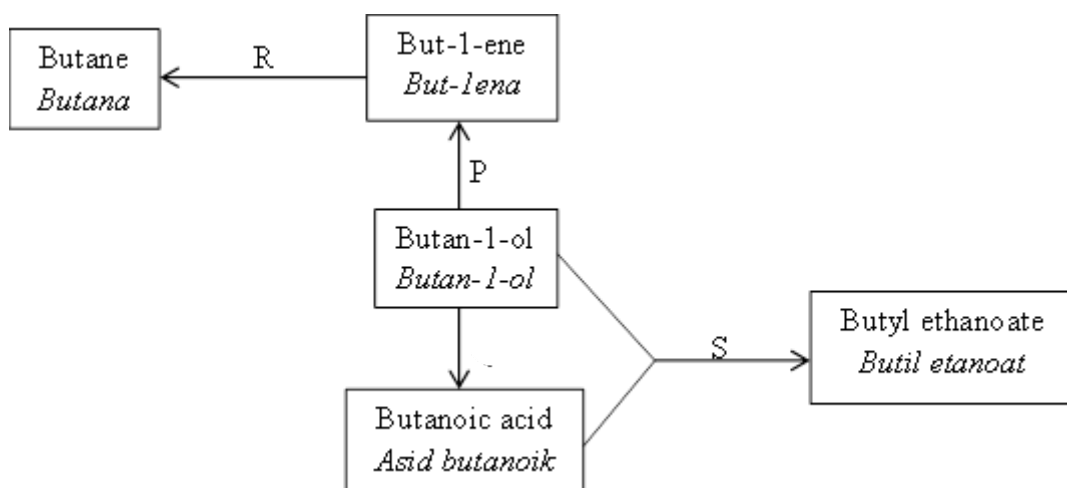 Butane
Butana
R
But-1-ene
But-1ena
P
Butan-1-ol
Butan-1-ol
S
Butyl ethanoate
Butil etanoat
Butanoic acid
Asid butanoik